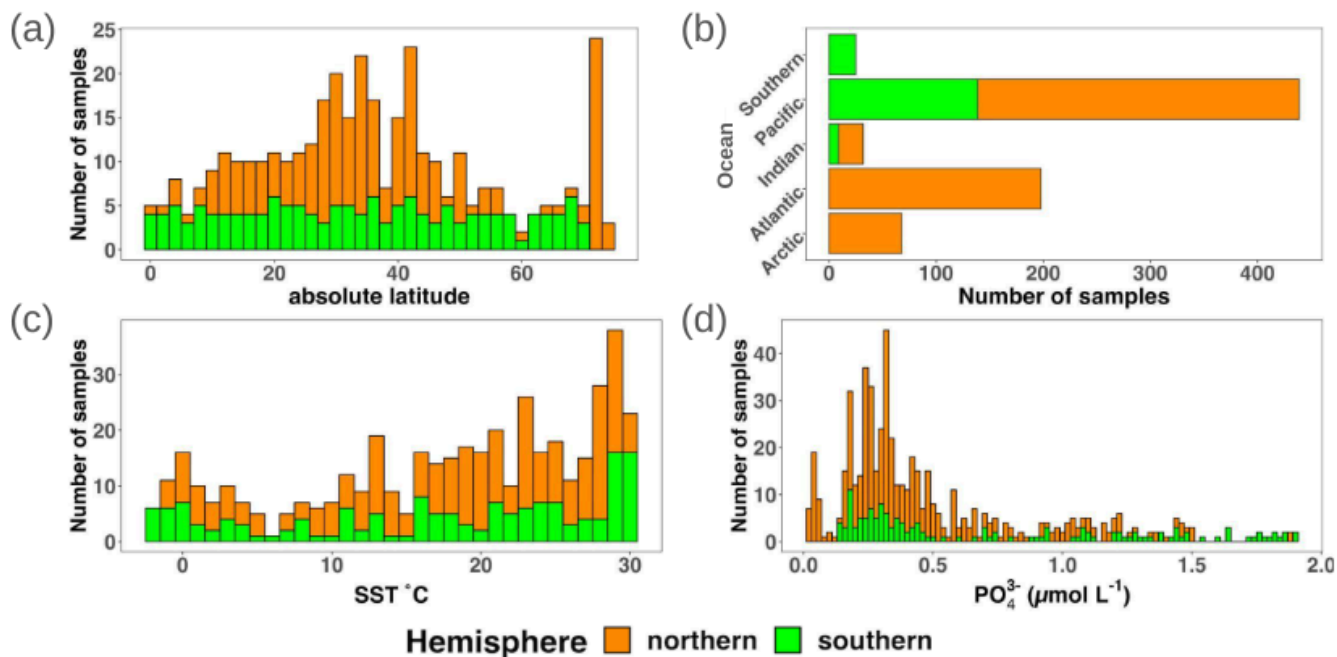 (a)
Number of samples
25
20
15
10
5
0
0 20 40 60
absolute latitude
(b)
Ocean
Southern
Pacific
Indian
Atlantic
Arctic
0 100 200 300 400
Number of samples
(c)
Number of samples
30
20
10
0
0 10 20 30
SST °C
(d)
Number of samples
40
30
20
10
0
0.0 0.5 1.0 1.5 2.0
PO₄³⁻ (µmol L⁻¹)
Hemisphere northern southern